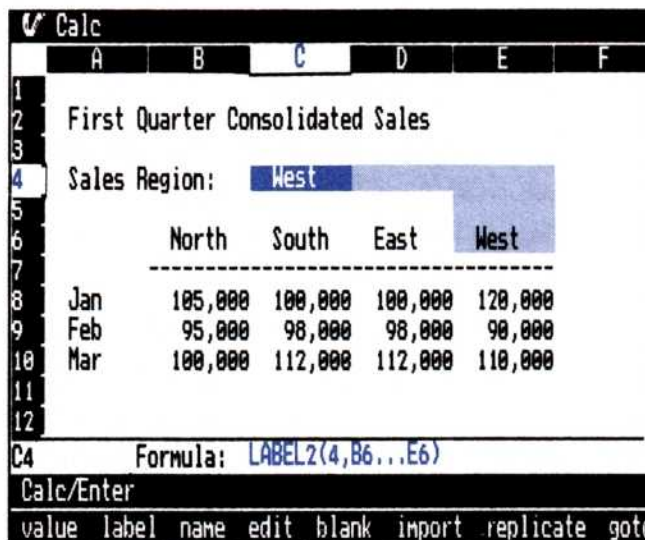 Calc
A B C D E F
1
2 First Quarter Consolidated Sales
3
4 Sales Region: West
5
6 North South East West
7 ----------------------------------------
8 Jan 105,000 100,000 100,000 120,000
9 Feb 95,000 98,000 98,000 90,000
10 Mar 100,000 112,000 112,000 110,000
11
12
C4 Formula: LABEL2(4,B6...E6)
Calc/Enter
value label name edit blank import replicate goto